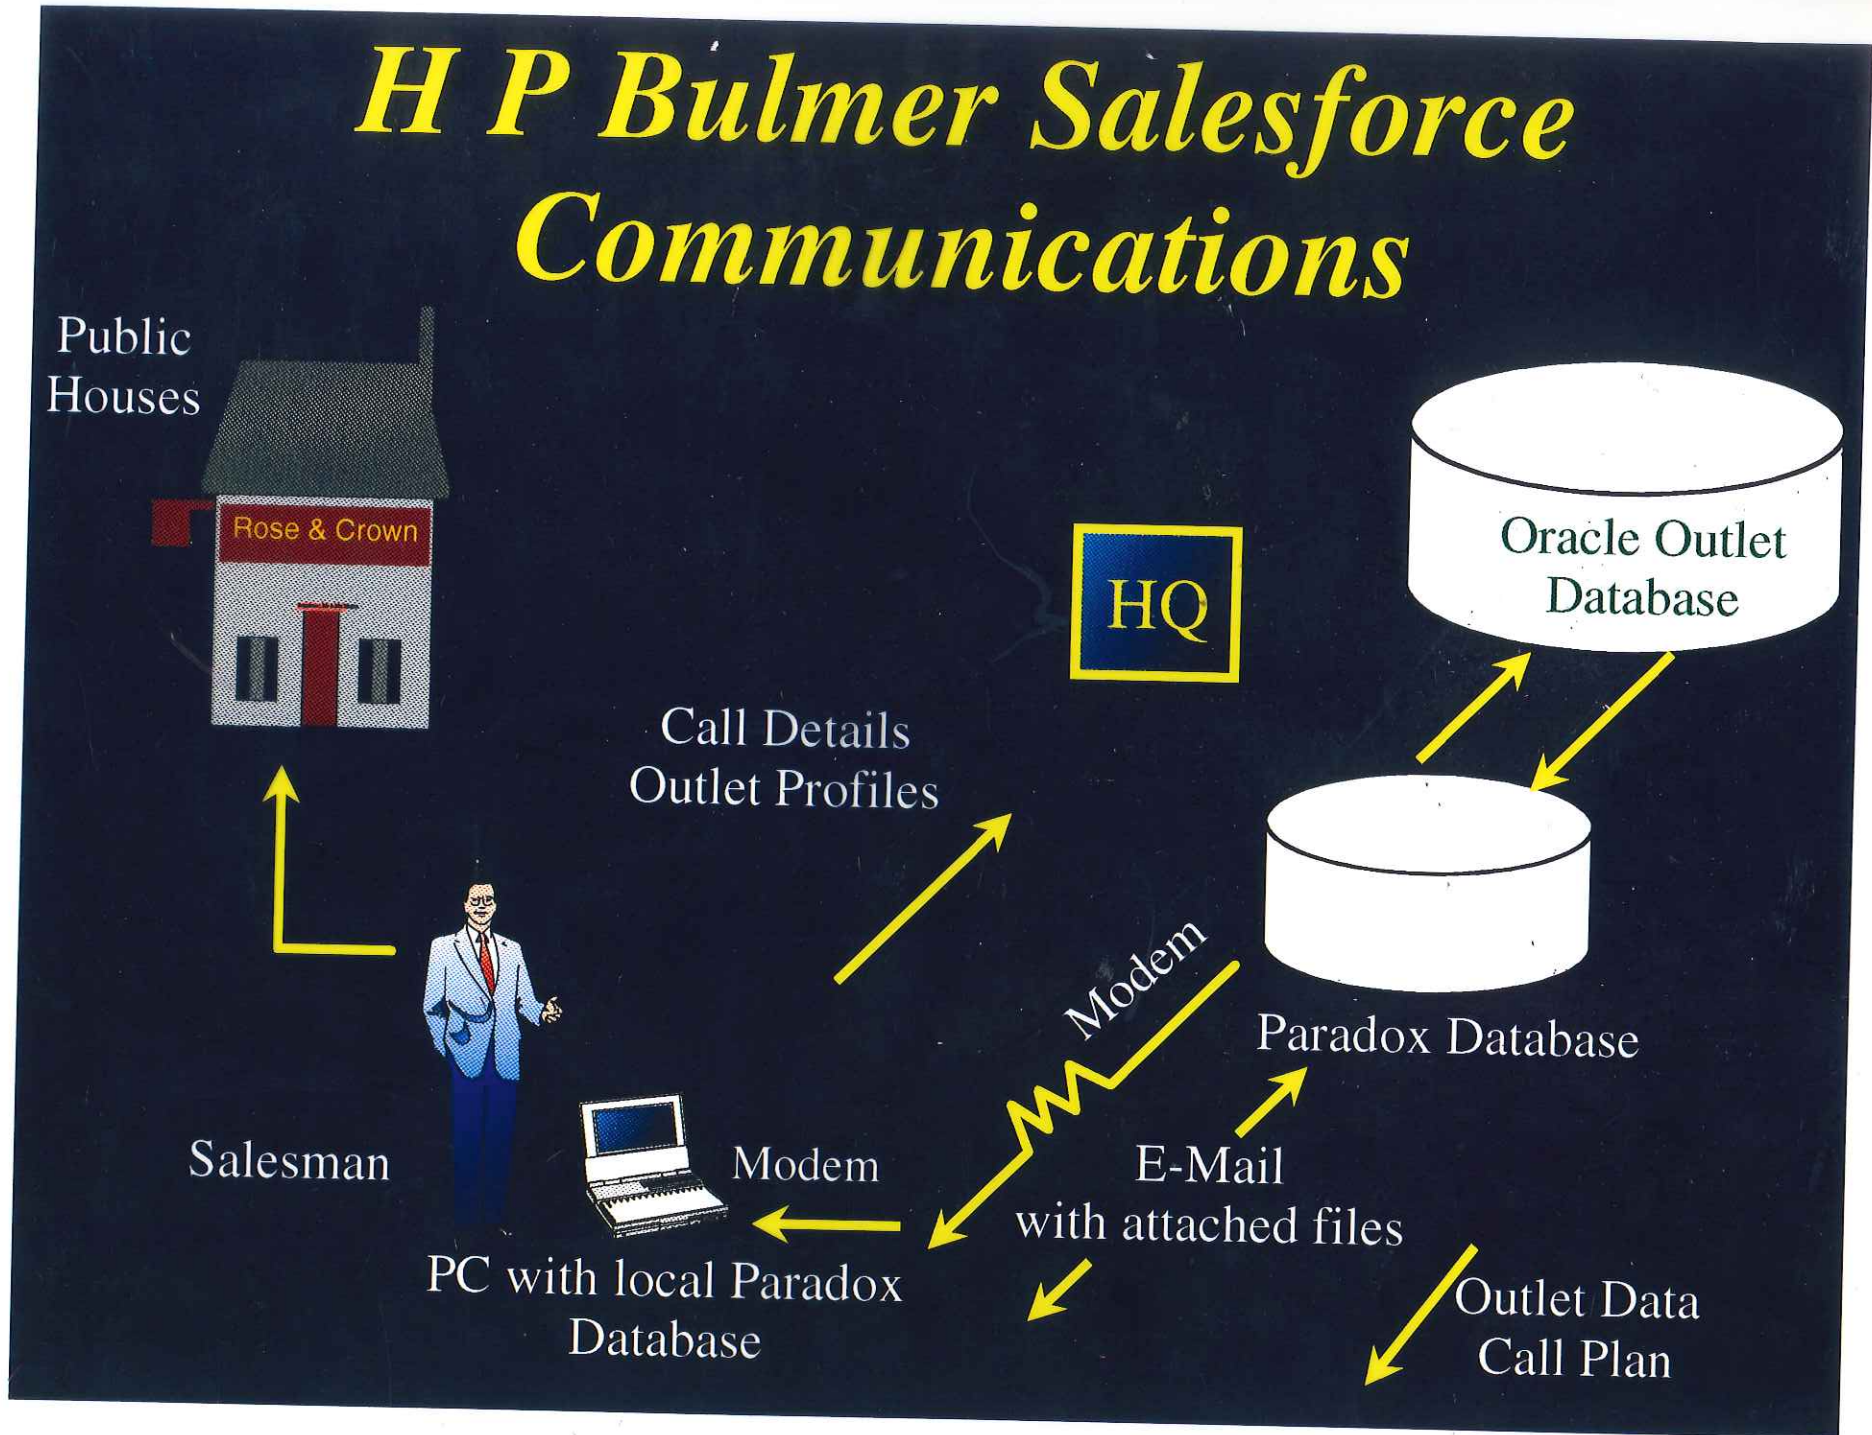 H P Bulmer Salesforce
Communications
Public
Houses
Rose & Crown
Oracle Outlet
Database
HQ
Call Details
Outlet Profiles
Modem
Paradox Database
Salesman
Modem
E-Mail
with attached files
PC with local Paradox
Database
Outlet Data
Call Plan